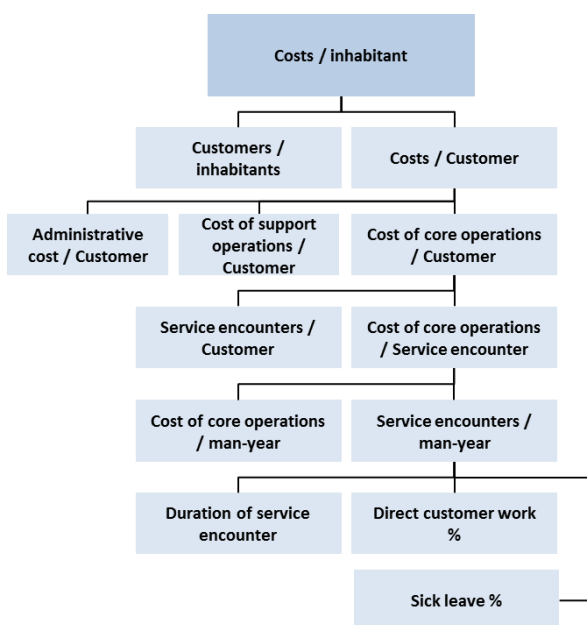 Costs / inhabitant
Customers /
inhabitants
Costs / Customer
Administrative
cost / Customer
Cost of support
operations /
Customer
Cost of core operations
/ Customer
Service encounters /
Customer
Cost of core operations
/ Service encounter
Cost of core operations
/ man-year
Service encounters /
man-year
Duration of service
encounter
Direct customer work
%
Sick leave %